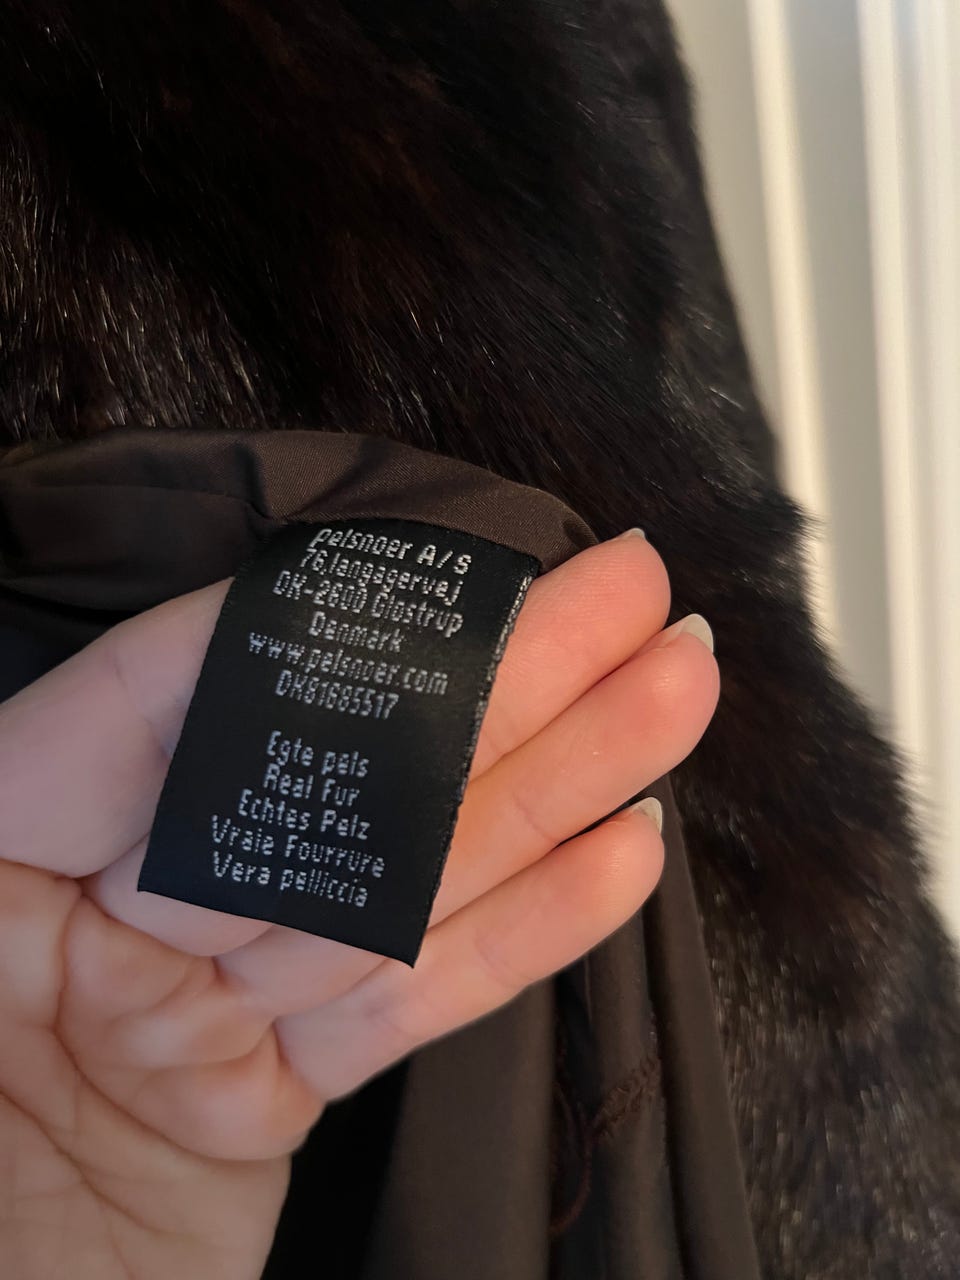 pelsnoer A/S
76, langagervej
DK-2600 Glostrup
Danmark
www.pelsnoer.com
DK81685517
Egte pels
Real Fur
Echtes Pelz
Vraie Fourrure
Vera pelliccia